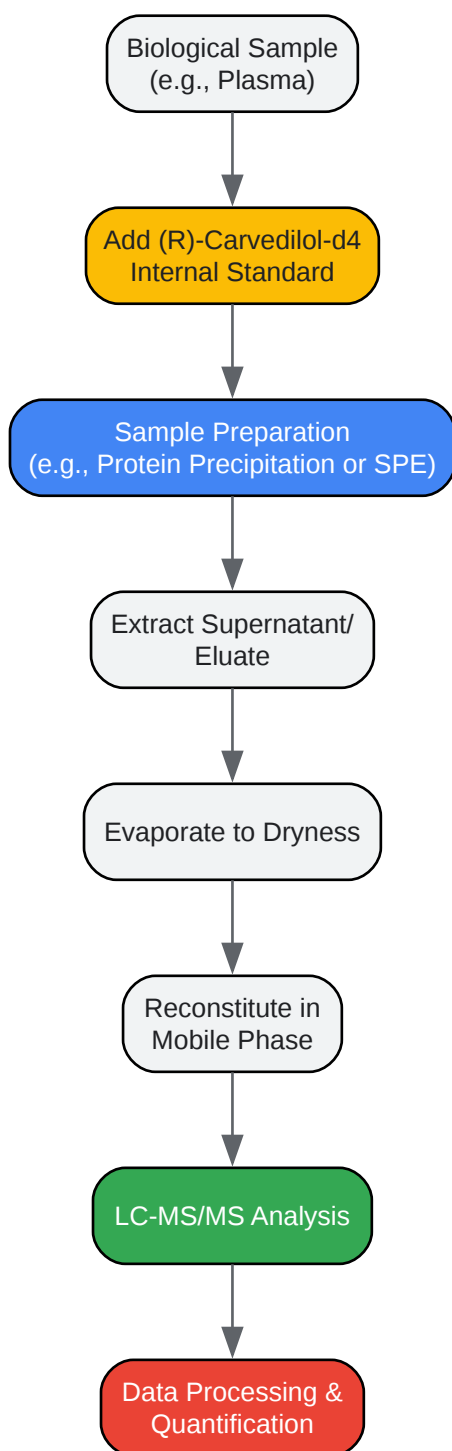 Biological Sample
(e.g., Plasma)
Add (R)-Carvedilol-d4
Internal Standard
Sample Preparation
(e.g., Protein Precipitation or SPE)
Extract Supernatant/
Eluate
Evaporate to Dryness
Reconstitute in
Mobile Phase
LC-MS/MS Analysis
Data Processing &
Quantification